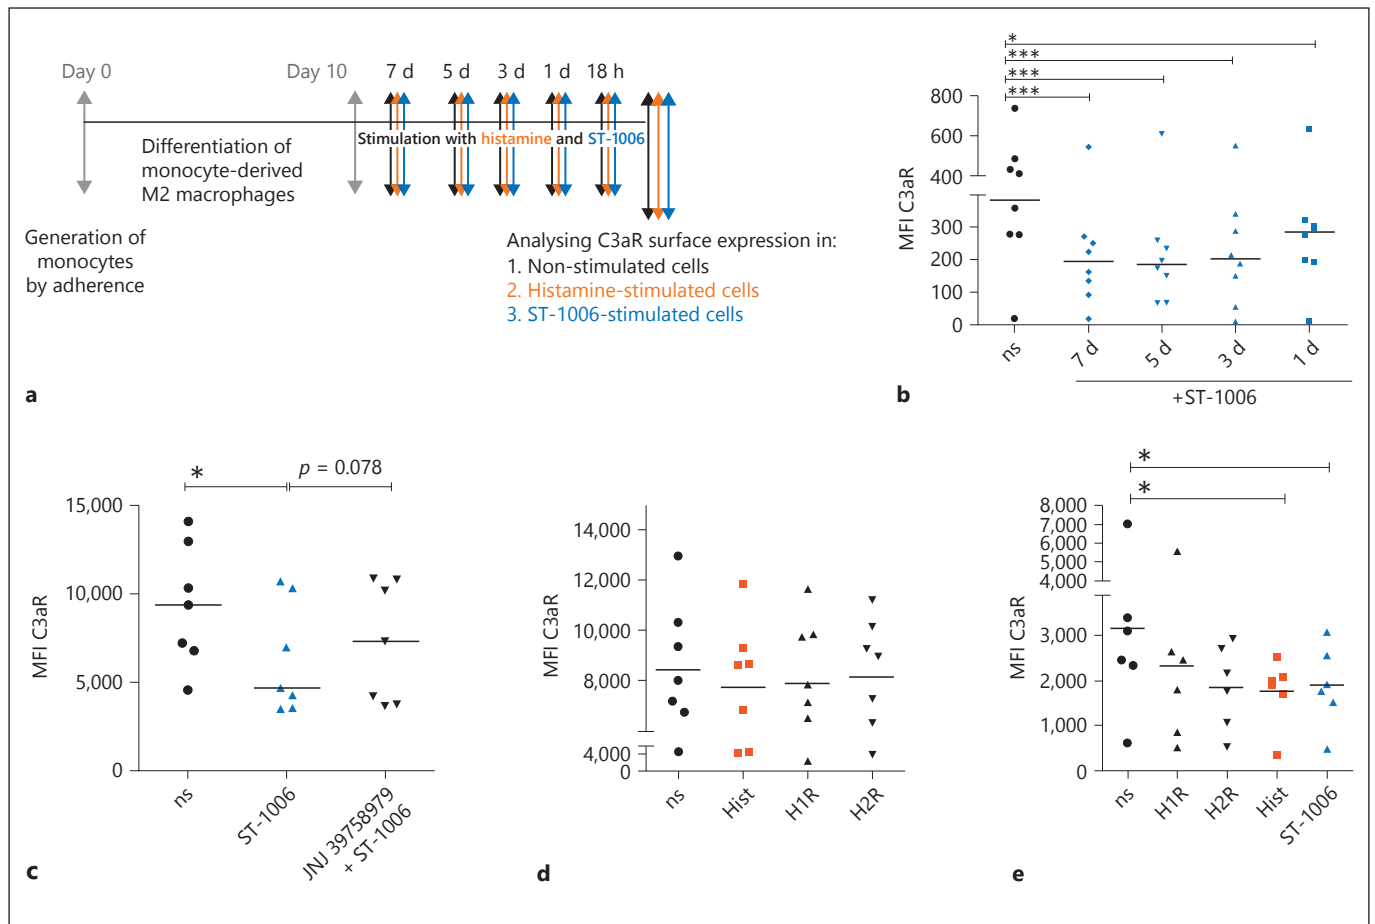 Day 0
Day 10
7 d
5 d
3 d
1 d
18 h
Stimulation with histamine and ST-1006
Differentiation of
monocyte-derived
M2 macrophages
Generation of
monocytes
by adherence
Analysing C3aR surface expression in:
1. Non-stimulated cells
2. Histamine-stimulated cells
3. ST-1006-stimulated cells
a
*
***
***
***
MFI C3aR
800
600
400
300
200
100
0
ns
7 d
5 d
3 d
1 d
+ST-1006
b
*
p = 0.078
MFI C3aR
15,000
10,000
5,000
0
ns
ST-1006
JNJ 39758979
+ ST-1006
c
MFI C3aR
14,000
12,000
10,000
8,000
4,000
0
ns
Hist
H1R
H2R
d
*
*
MFI C3aR
8,000
7,000
6,000
5,000
4,000
3,000
2,000
1,000
0
ns
H1R
H2R
Hist
ST-1006
e